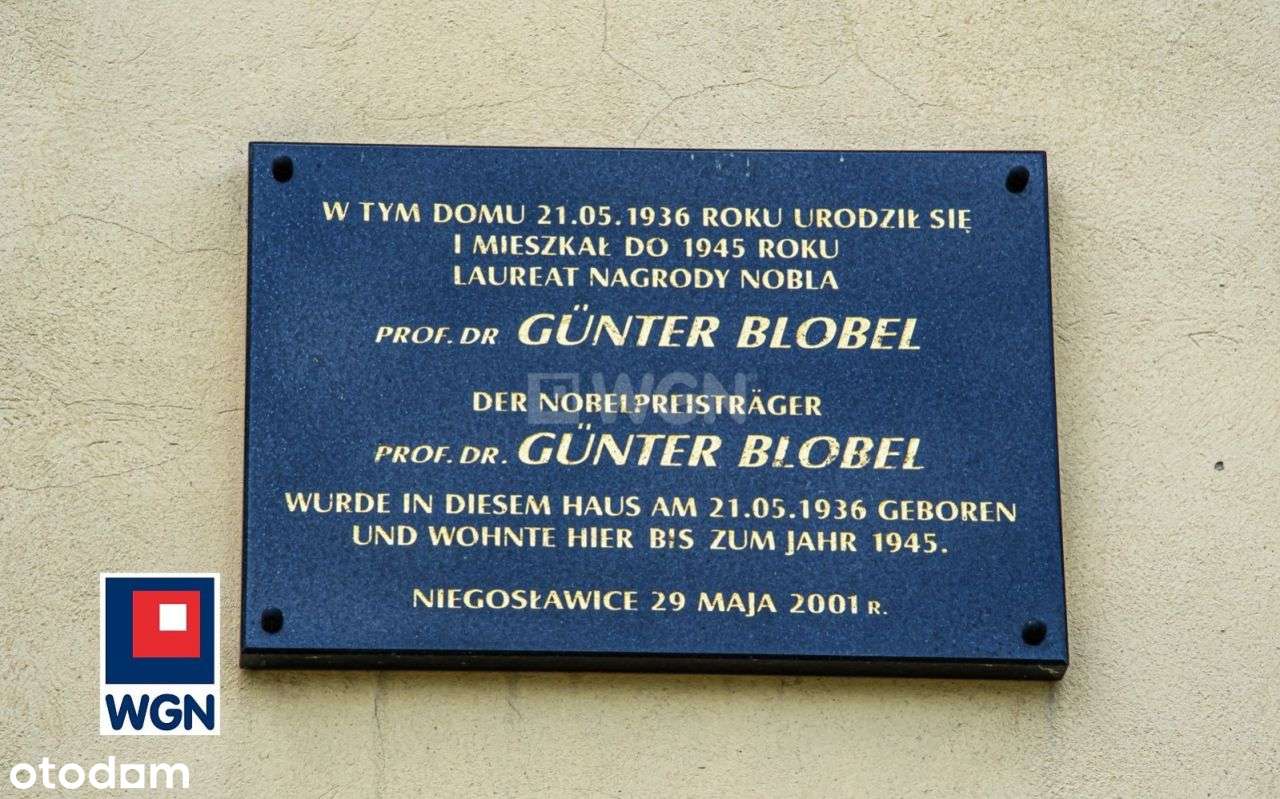 W TYM DOMU 21.05.1936 ROKU URODZIŁ SIĘ
I MIESZKAŁ DO 1945 ROKU
LAUREAT NAGRODY NOBLA
PROF. DR GÜNTER BLOBEL
WGN
DER NOBELPREISTRÄGER
PROF. DR. GÜNTER BLOBEL
WURDE IN DIESEM HAUS AM 21.05.1936 GEBOREN
UND WOHNTE HIER BIS ZUM JAHR 1945.
NIEGOSŁAWICE 29 MAJA 2001 R.
WGN
otodom